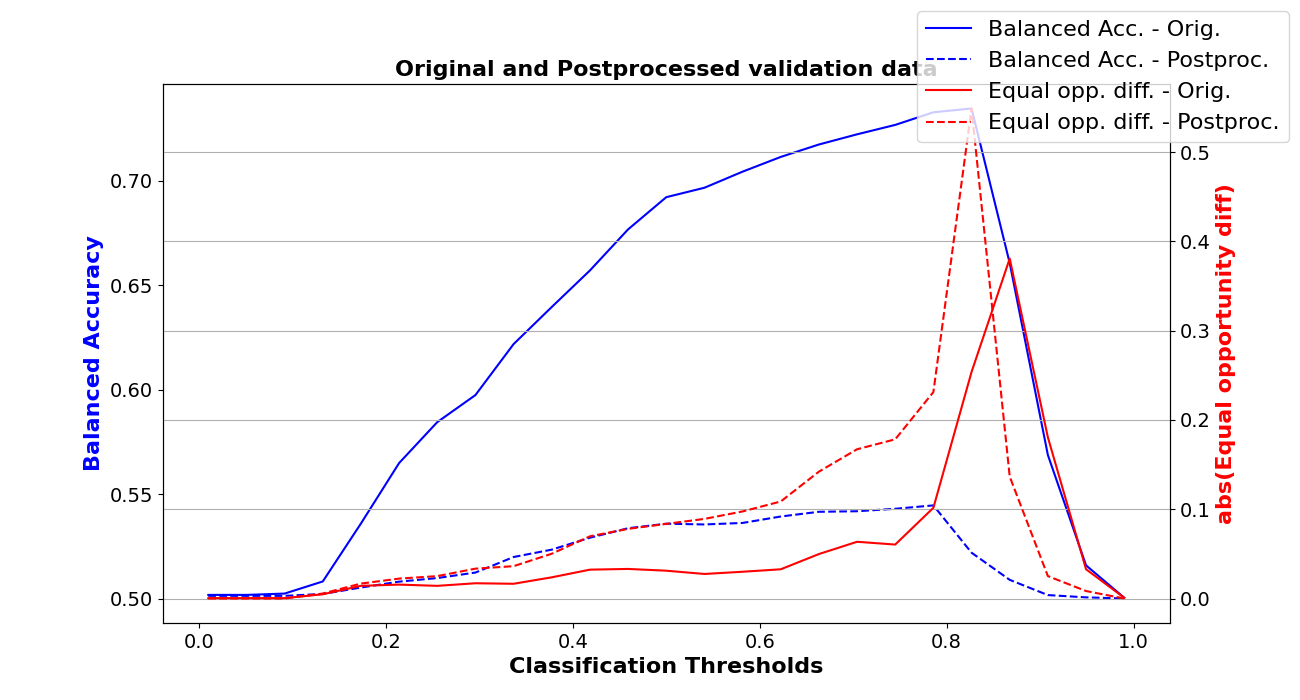 Balanced Acc. - Orig.
Balanced Acc. - Postproc.
Equal opp. diff. - Orig.
Equal opp. diff. - Postproc.
Original and Postprocessed validation data
Balanced Accuracy
0.70
0.65
0.60
0.55
0.50
0.5
0.4
0.3
0.2
0.1
0.0
abs(Equal opportunity diff)
0.0 0.2 0.4 0.6 0.8 1.0
Classification Thresholds